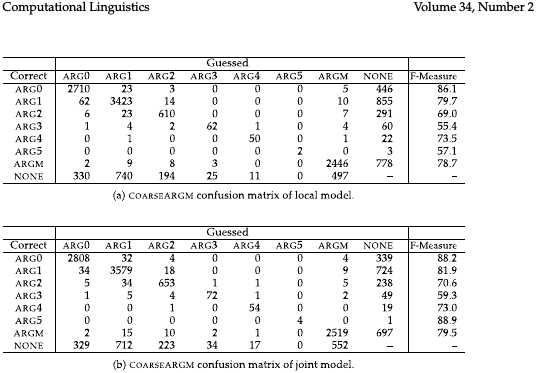 Computational Linguistics Volume 34, Number 2
Guessed
Correct ARG0 ARG1 ARG2 ARG3 ARG4 ARG5 ARGM NONE F-Measure
ARG0 2710 23 3 0 0 0 5 446 86.1
ARG1 62 3423 14 0 0 0 10 855 79.7
ARG2 6 23 610 0 0 0 7 291 69.0
ARG3 1 4 2 62 1 0 4 60 55.4
ARG4 0 1 0 0 50 0 1 22 73.5
ARG5 0 0 0 0 0 2 0 3 57.1
ARGM 2 9 8 3 0 0 2446 778 78.7
NONE 330 740 194 25 11 0 497 – –
(a) COARSEARGM confusion matrix of local model.
Guessed
Correct ARG0 ARG1 ARG2 ARG3 ARG4 ARG5 ARGM NONE F-Measure
ARG0 2808 32 4 0 0 0 4 339 88.2
ARG1 34 3579 18 0 0 0 9 724 81.9
ARG2 5 34 653 1 1 0 5 238 70.6
ARG3 1 5 4 72 1 0 2 49 59.3
ARG4 0 0 1 0 54 0 0 19 73.0
ARG5 0 0 0 0 0 4 0 1 88.9
ARGM 2 15 10 2 1 0 2519 697 79.5
NONE 329 712 223 34 17 0 552 – –
(b) COARSEARGM confusion matrix of joint model.